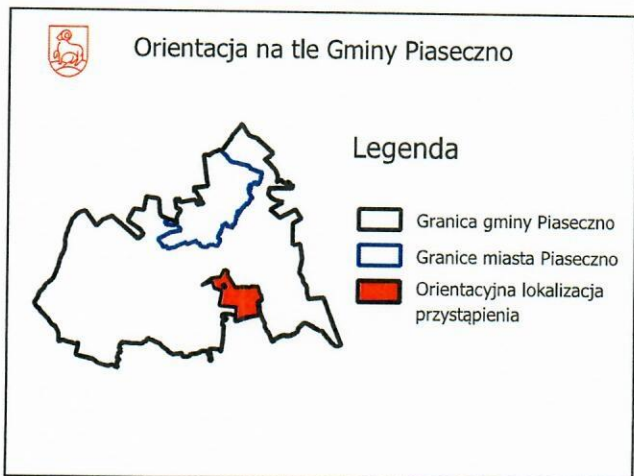 Orientacja na tle Gminy Piaseczno
Legenda
Granica gminy Piaseczno
Granice miasta Piaseczno
Orientacyjna lokalizacja
przystąpienia